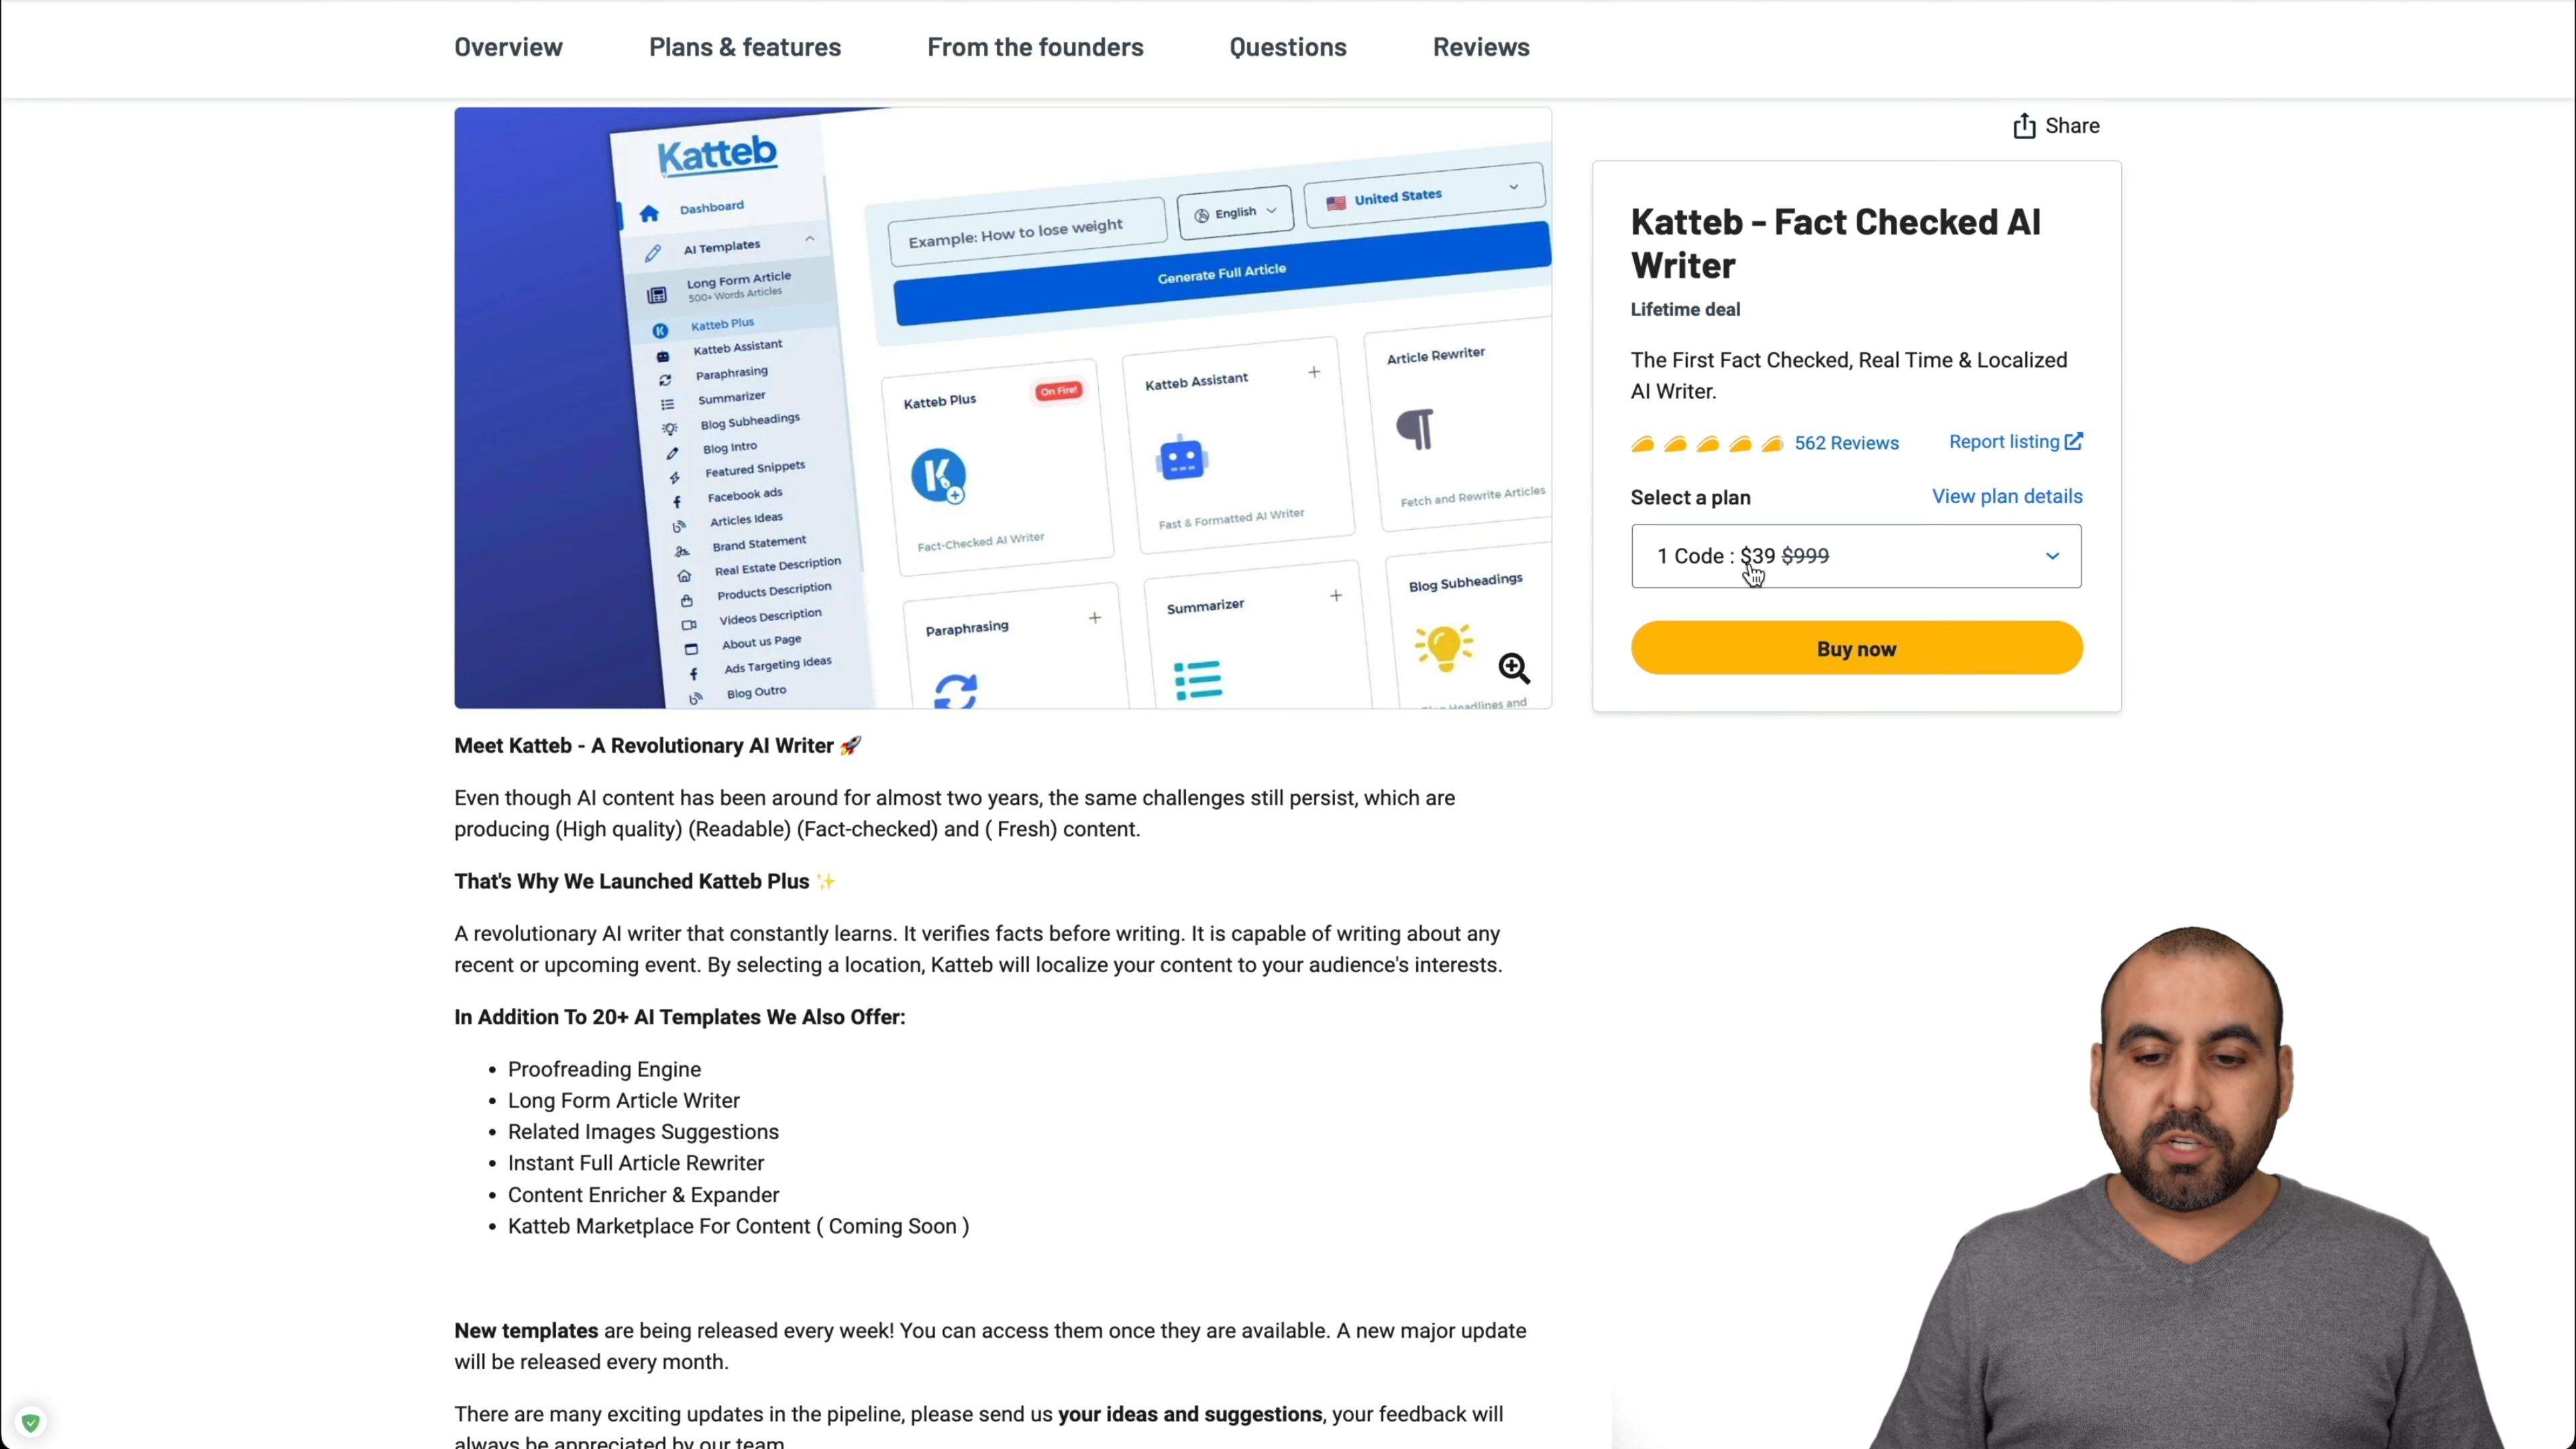 Overview
Plans & features
From the founders
Questions
Reviews
Share
Katteb
Dashboard
AI Templates
Long Form Article
500+ Words Articles
Katteb Plus
Katteb Assistant
Paraphrasing
Summarizer
Blog Subheadings
Blog Intro
Featured Snippets
Facebook ads
Articles Ideas
Brand Statement
Real Estate Description
Products Description
Videos Description
About us Page
Ads Targeting Ideas
Blog Outro
Example: How to lose weight
English
United States
Generate Full Article
Katteb Plus
On Fire!
Fact-Checked AI Writer
Katteb Assistant
Fast & Formatted AI Writer
Article Rewriter
Fetch and Rewrite Articles
Paraphrasing
Summarizer
Blog Subheadings
Headlines and
Katteb - Fact Checked AI
Writer
Lifetime deal
The First Fact Checked, Real Time & Localized
AI Writer.
562 Reviews
Report listing
Select a plan
View plan details
1 Code : $39 $999
Buy now
Meet Katteb - A Revolutionary AI Writer 🚀
Even though AI content has been around for almost two years, the same challenges still persist, which are
producing (High quality) (Readable) (Fact-checked) and ( Fresh) content.
That's Why We Launched Katteb Plus ✨
A revolutionary AI writer that constantly learns. It verifies facts before writing. It is capable of writing about any
recent or upcoming event. By selecting a location, Katteb will localize your content to your audience's interests.
In Addition To 20+ AI Templates We Also Offer:
• Proofreading Engine
• Long Form Article Writer
• Related Images Suggestions
• Instant Full Article Rewriter
• Content Enricher & Expander
• Katteb Marketplace For Content ( Coming Soon )
New templates are being released every week! You can access them once they are available. A new major update
will be released every month.
There are many exciting updates in the pipeline, please send us your ideas and suggestions, your feedback will
always be appreciated by our team